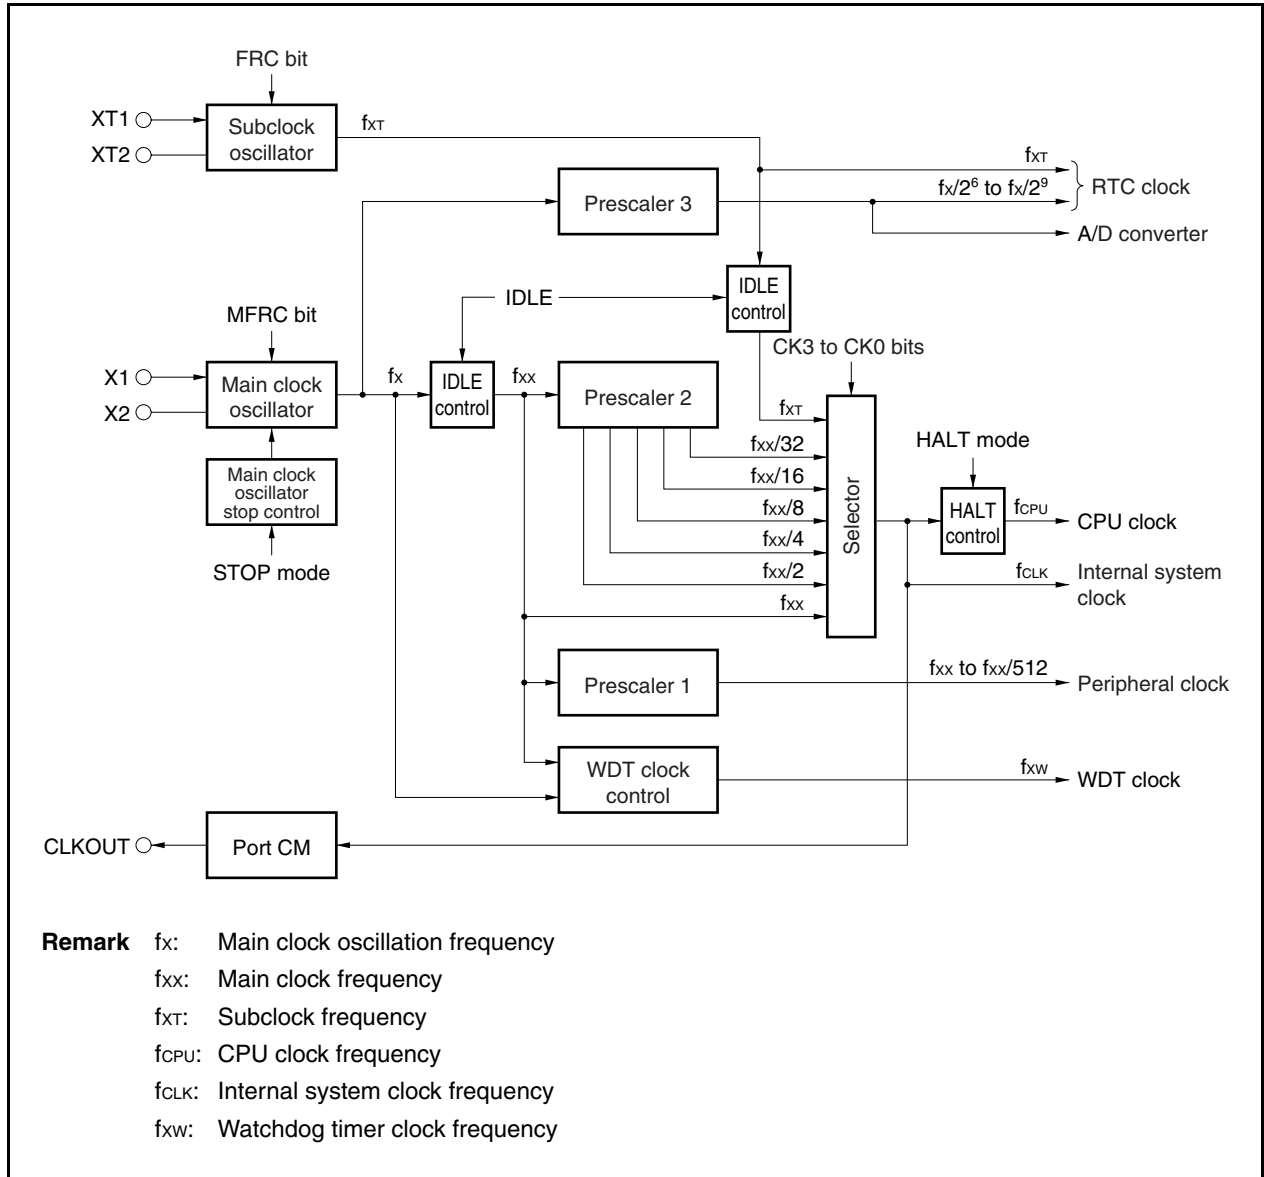 FRC bit
XT1
XT2
Subclock
oscillator
fXT
fXT
fX/2⁶ to fX/2⁹
RTC clock
Prescaler 3
A/D converter
IDLE
IDLE
control
MFRC bit
CK3 to CK0 bits
X1
X2
Main clock
oscillator
fX
IDLE
control
fXX
Prescaler 2
fXT
fXX/32
fXX/16
fXX/8
fXX/4
fXX/2
fXX
Selector
HALT mode
HALT
control
fCPU
CPU clock
Main clock
oscillator
stop control
STOP mode
fCLK
Internal system
clock
Prescaler 1
fXX to fXX/512
Peripheral clock
WDT clock
control
fXW
WDT clock
CLKOUT
Port CM
Remark fX: Main clock oscillation frequency
fXX: Main clock frequency
fXT: Subclock frequency
fCPU: CPU clock frequency
fCLK: Internal system clock frequency
fXW: Watchdog timer clock frequency